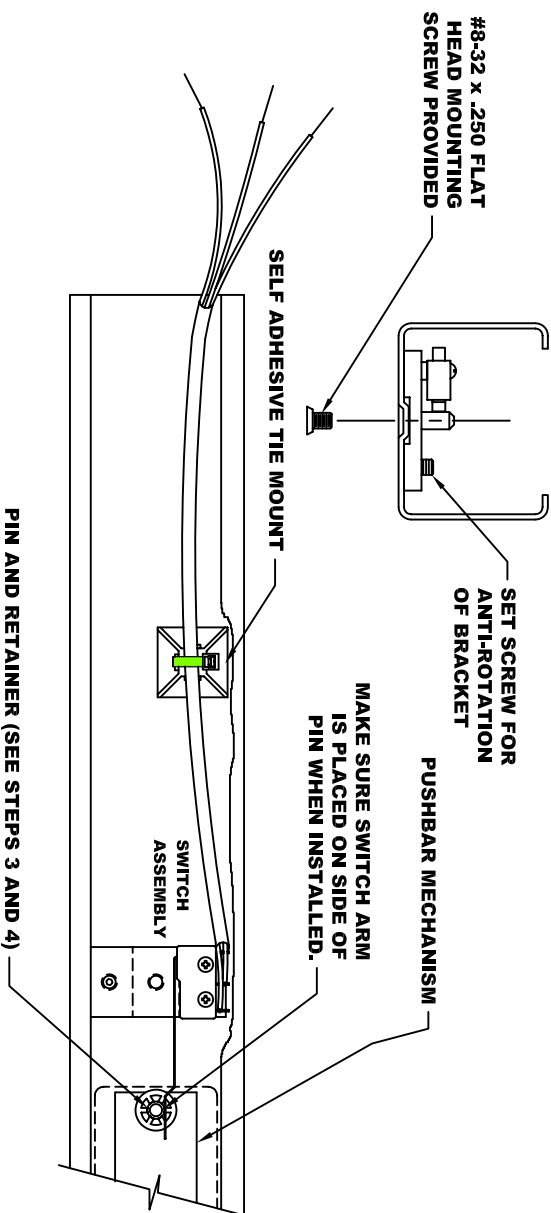 #8-32 x .250 FLAT
HEAD MOUNTING
SCREW PROVIDED
SET SCREW FOR
ANTI-ROTATION
OF BRACKET
SELF ADHESIVE TIE MOUNT
PUSHBAR MECHANISM
MAKE SURE SWITCH ARM
IS PLACED ON SIDE OF
PIN WHEN INSTALLED.
SWITCH
ASSEMBLY
PIN AND RETAINER (SEE STEPS 3 AND 4)